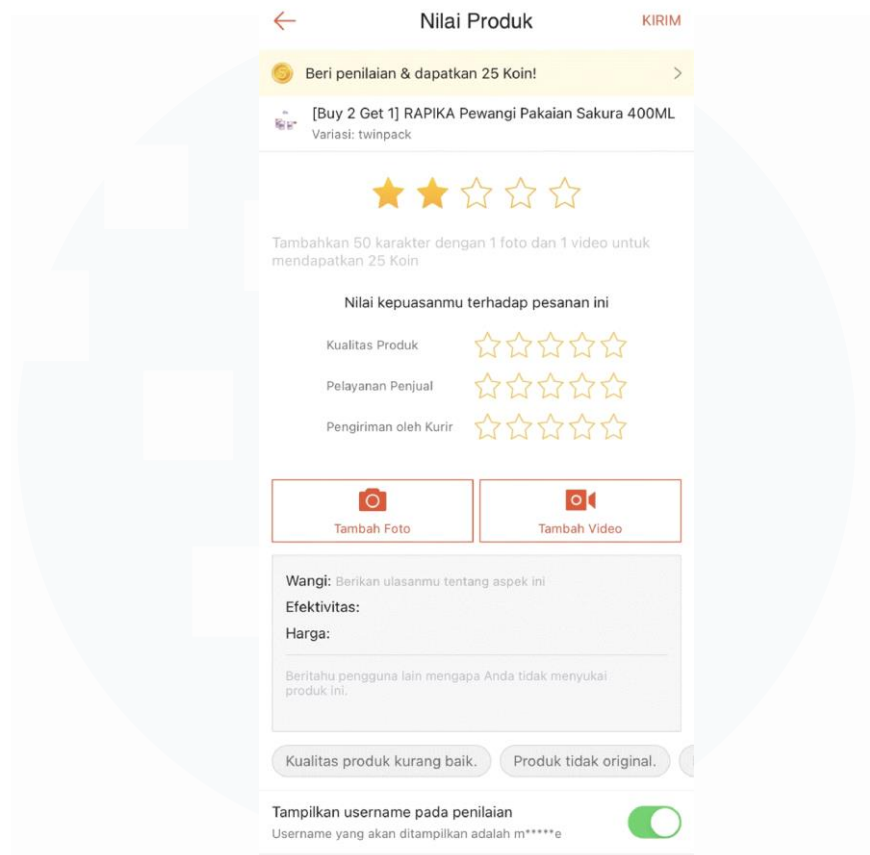 Nilai Produk
KIRIM
Beri penilaian & dapatkan 25 Koin!
[Buy 2 Get 1] RAPIKA Pewangi Pakaian Sakura 400ML
Variasi: twinpack
Tambahkan 50 karakter dengan 1 foto dan 1 video untuk
mendapatkan 25 Koin
Nilai kepuasanmu terhadap pesanan ini
Kualitas Produk
Pelayanan Penjual
Pengiriman oleh Kurir
Tambah Foto
Tambah Video
Wangi: Berikan ulasanmu tentang aspek ini
Efektivitas:
Harga:
Beritahu pengguna lain mengapa Anda tidak menyukai
produk ini.
Kualitas produk kurang baik.
Produk tidak original.
Tampilkan username pada penilaian
Username yang akan ditampilkan adalah m*****e